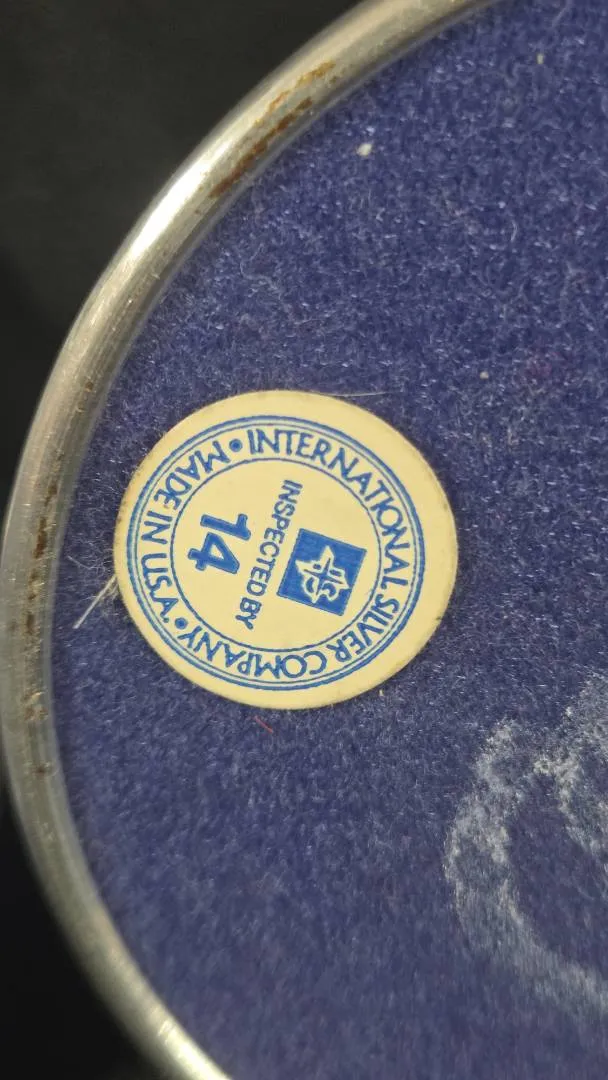 INTERNATIONAL SILVER COMPANY •
MADE IN U.S.A. •
INSPECTED BY
14